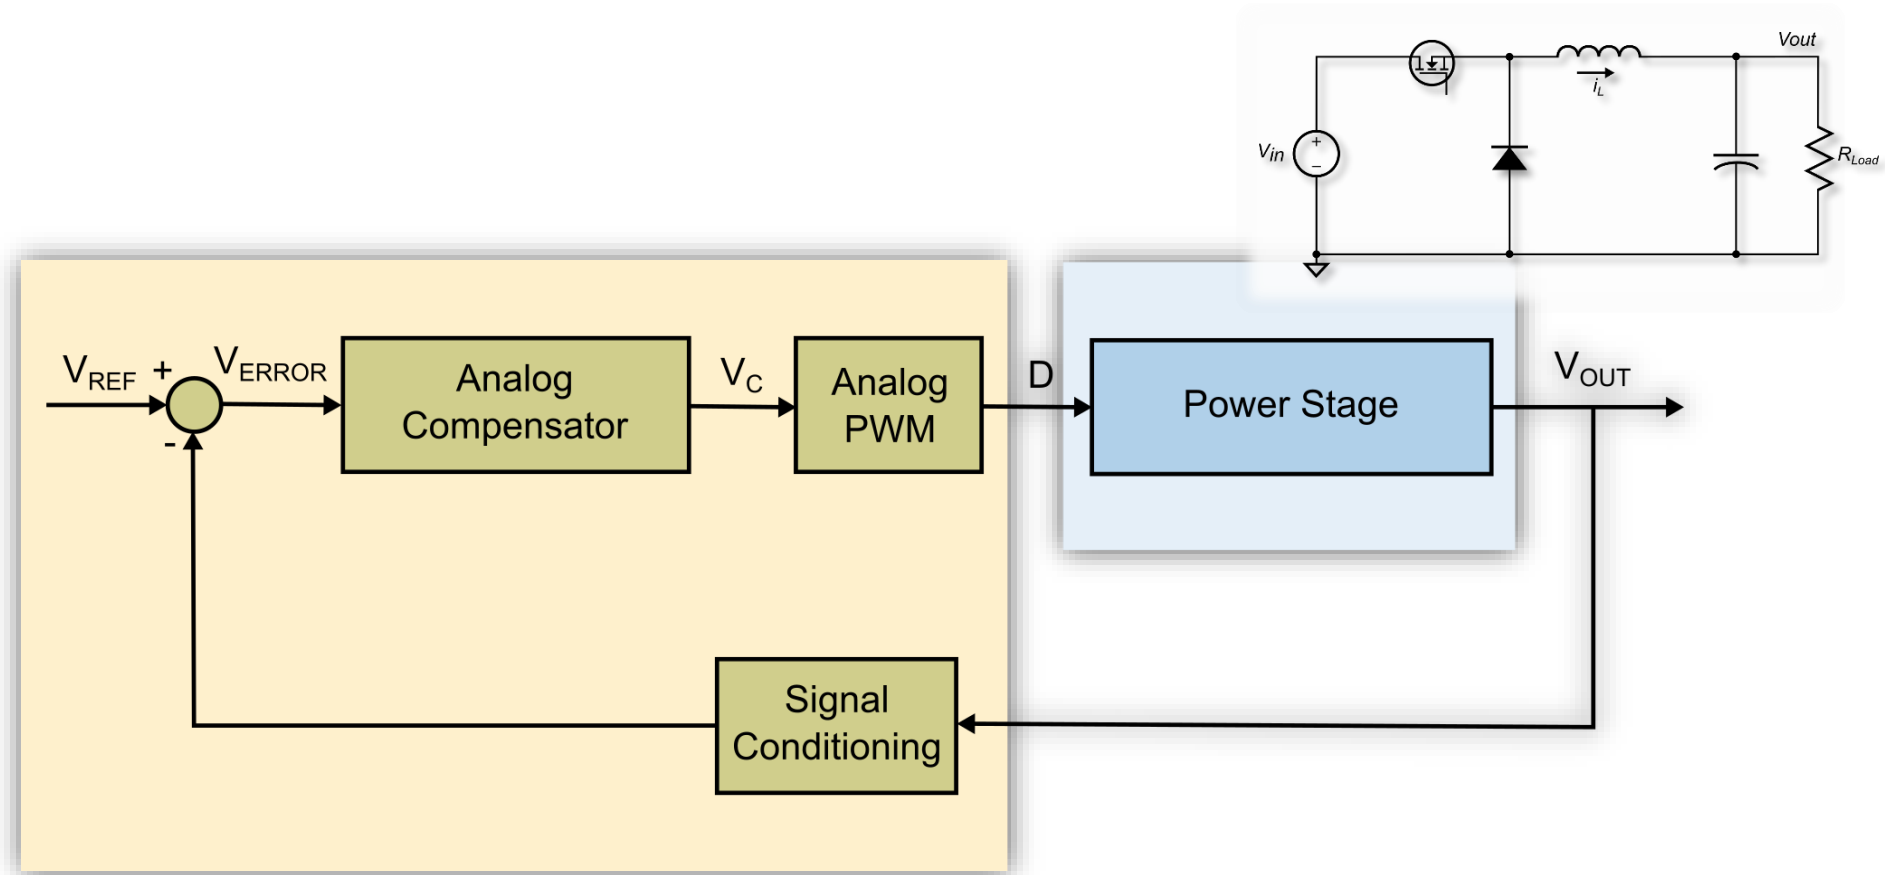 Vout
iL
Vin
+
−
RLoad
VREF
+
-
VERROR
Analog
Compensator
VC
Analog
PWM
D
Power Stage
VOUT
Signal
Conditioning